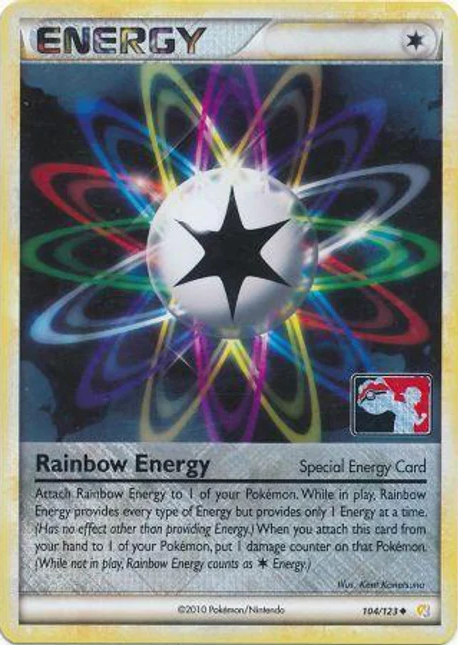 ENERGY
Rainbow Energy Special Energy Card
Attach Rainbow Energy to 1 of your Pokémon. While in play, Rainbow
Energy provides every type of Energy but provides only 1 Energy at a time.
(Has no effect other than providing Energy.) When you attach this card from
your hand to 1 of your Pokémon, put 1 damage counter on that Pokémon.
(While not in play, Rainbow Energy counts as Energy.)
Illus. Kent Kanetsuna
©2010 Pokémon/Nintendo 104/123